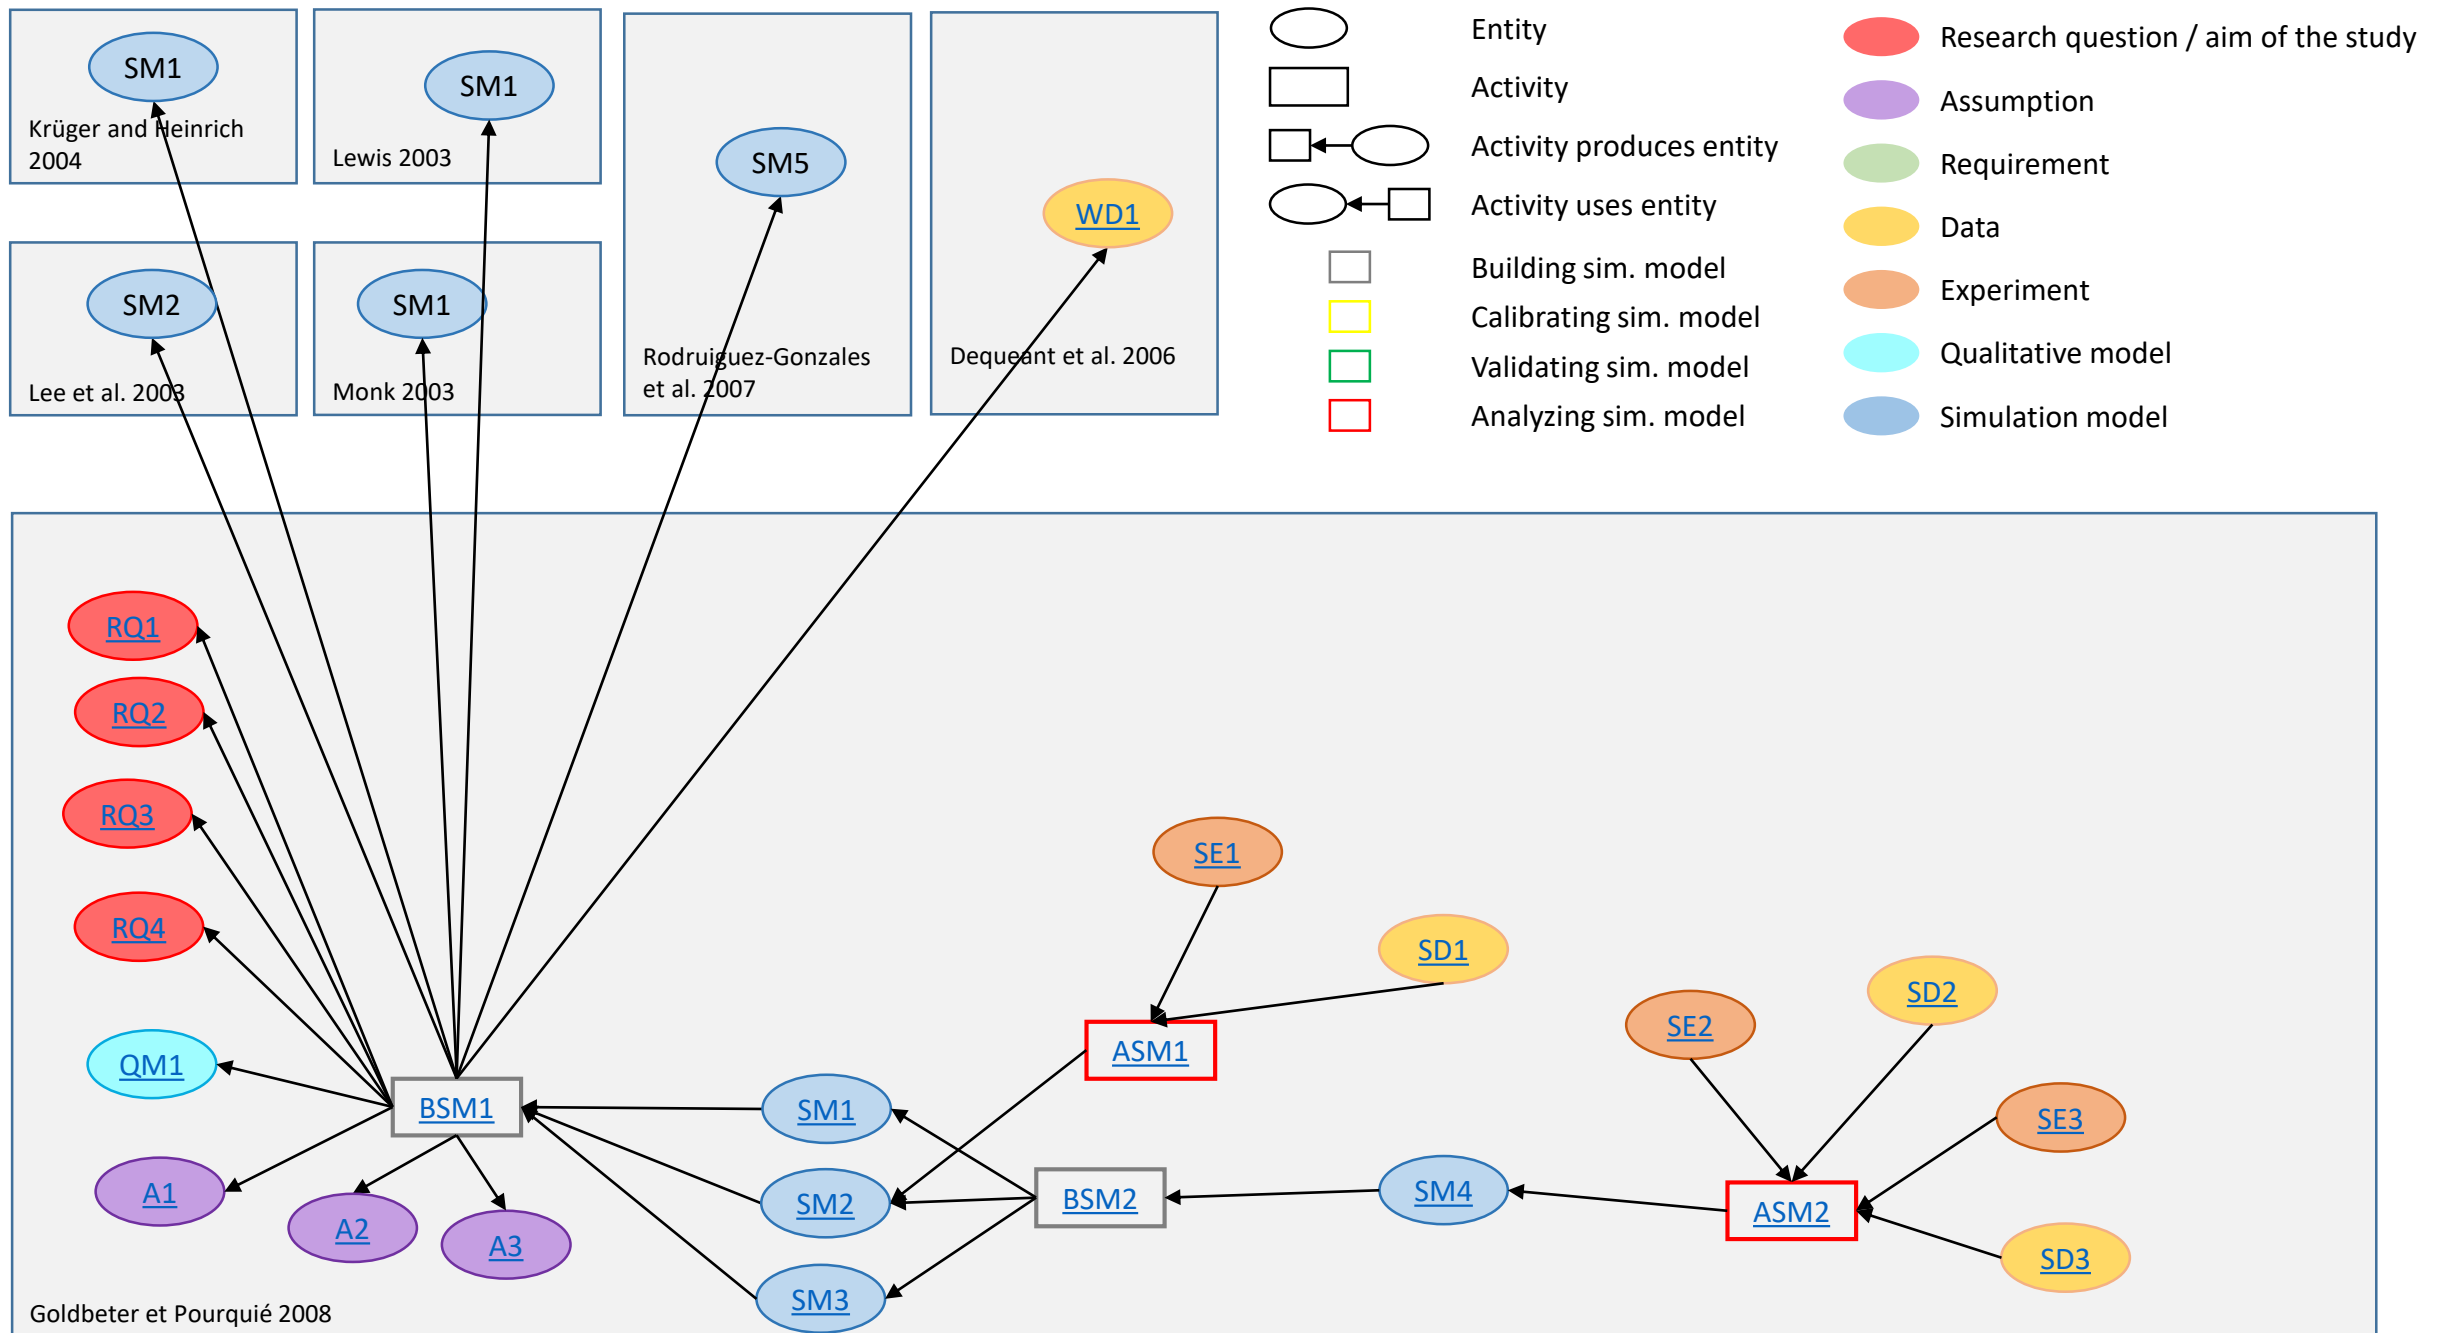 SM1
Krüger and Heinrich
2004
SM1
Lewis 2003
SM5
Rodruiguez-Gonzales
et al. 2007
WD1
Dequeant et al. 2006
SM2
Lee et al. 2003
SM1
Monk 2003
Entity
Activity
Activity produces entity
Activity uses entity
Building sim. model
Calibrating sim. model
Validating sim. model
Analyzing sim. model
Research question / aim of the study
Assumption
Requirement
Data
Experiment
Qualitative model
Simulation model
RQ1
RQ2
RQ3
RQ4
QM1
A1
A2
A3
BSM1
SM1
SM2
SM3
SE1
SD1
ASM1
BSM2
SM4
SE2
SD2
SE3
ASM2
SD3
Goldbeter et Pourquié 2008